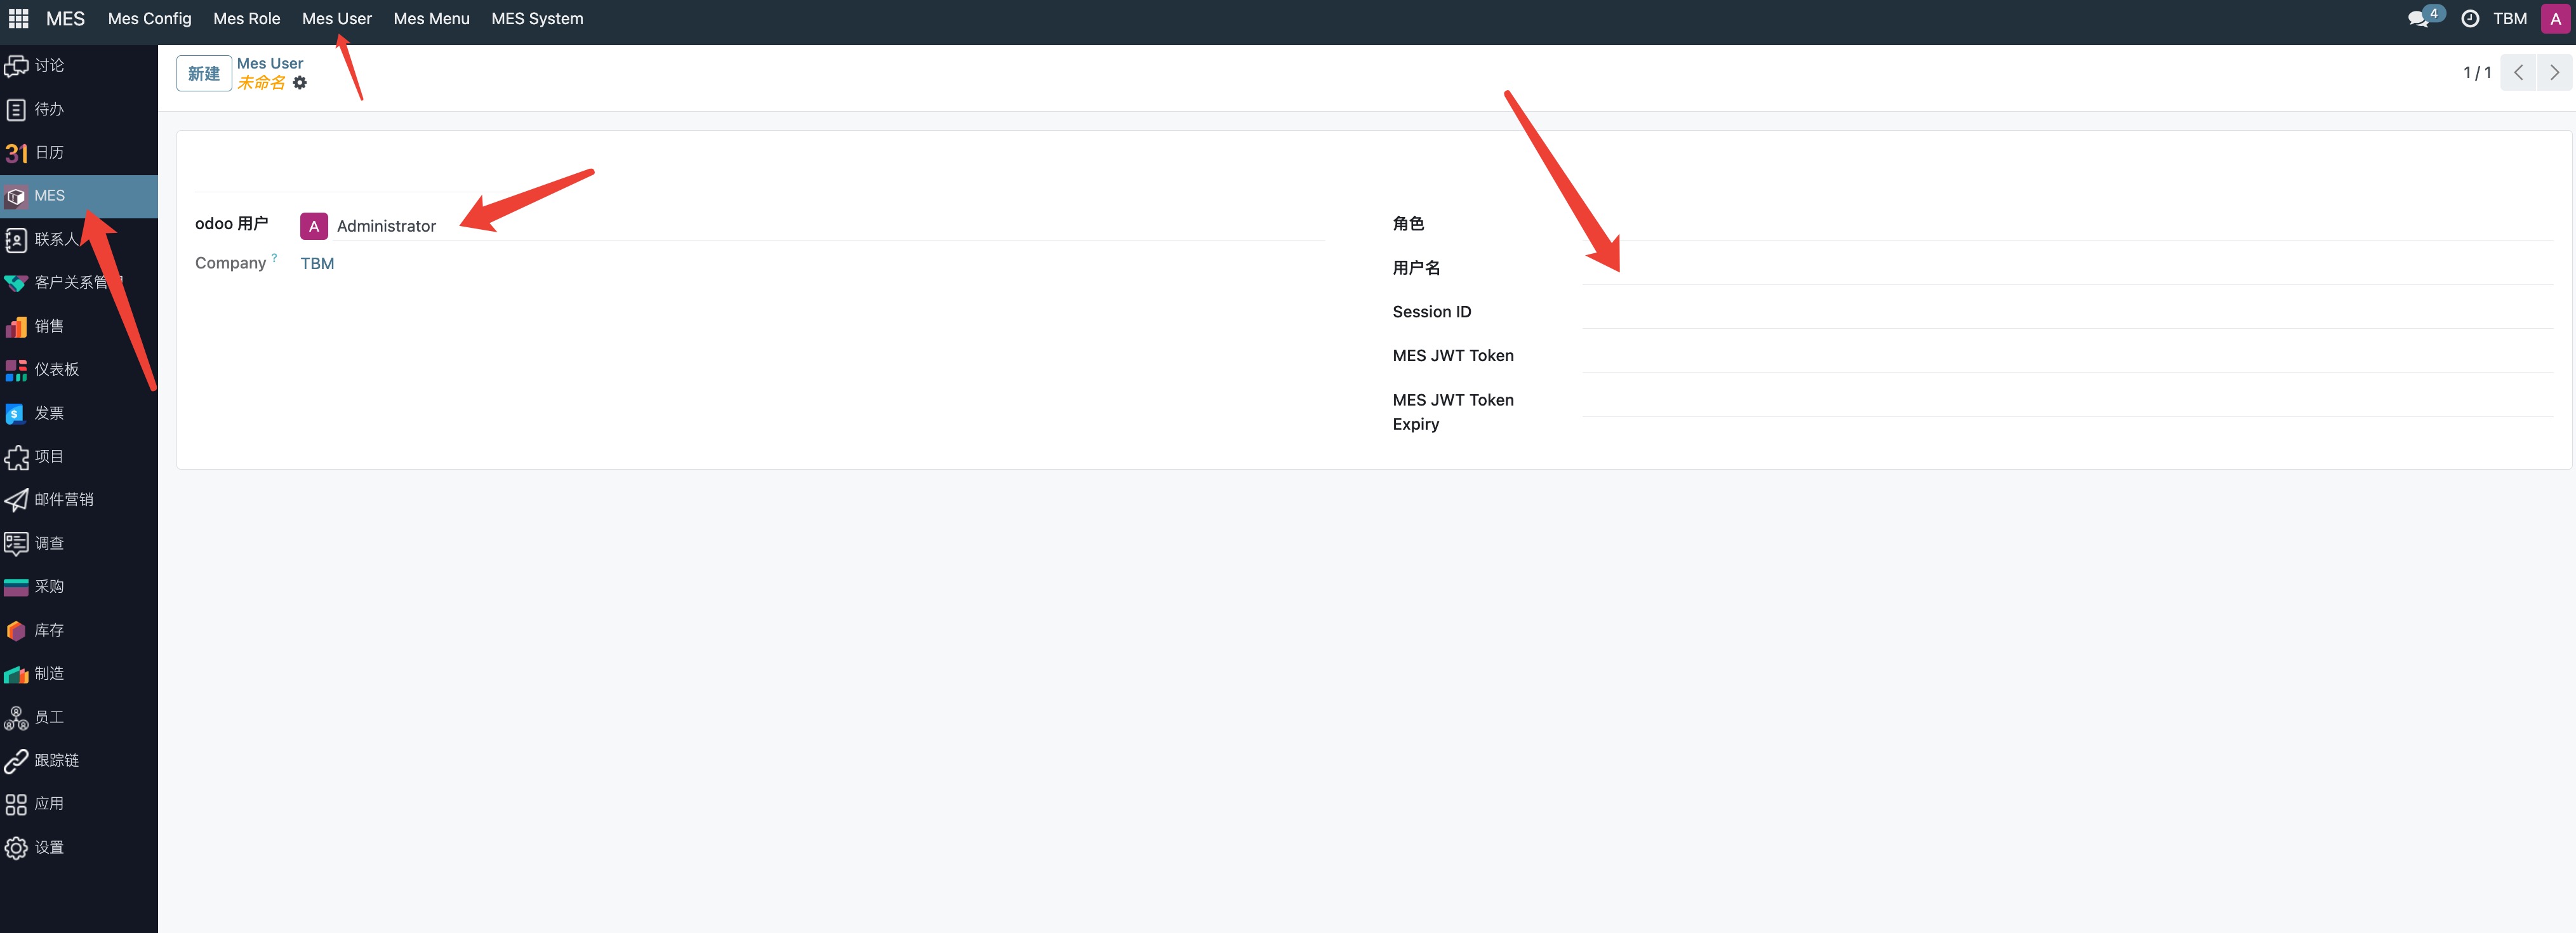 MES Mes Config Mes Role Mes User Mes Menu MES System 4 TBM A
讨论
待办
31 日历
MES
联系人
客户关系管理
销售
仪表板
发票
项目
邮件营销
调查
采购
库存
制造
员工
跟踪链
应用
设置
新建 Mes User
未命名
1 / 1
odoo 用户 A Administrator
Company ? TBM
角色
用户名
Session ID
MES JWT Token
MES JWT Token
Expiry